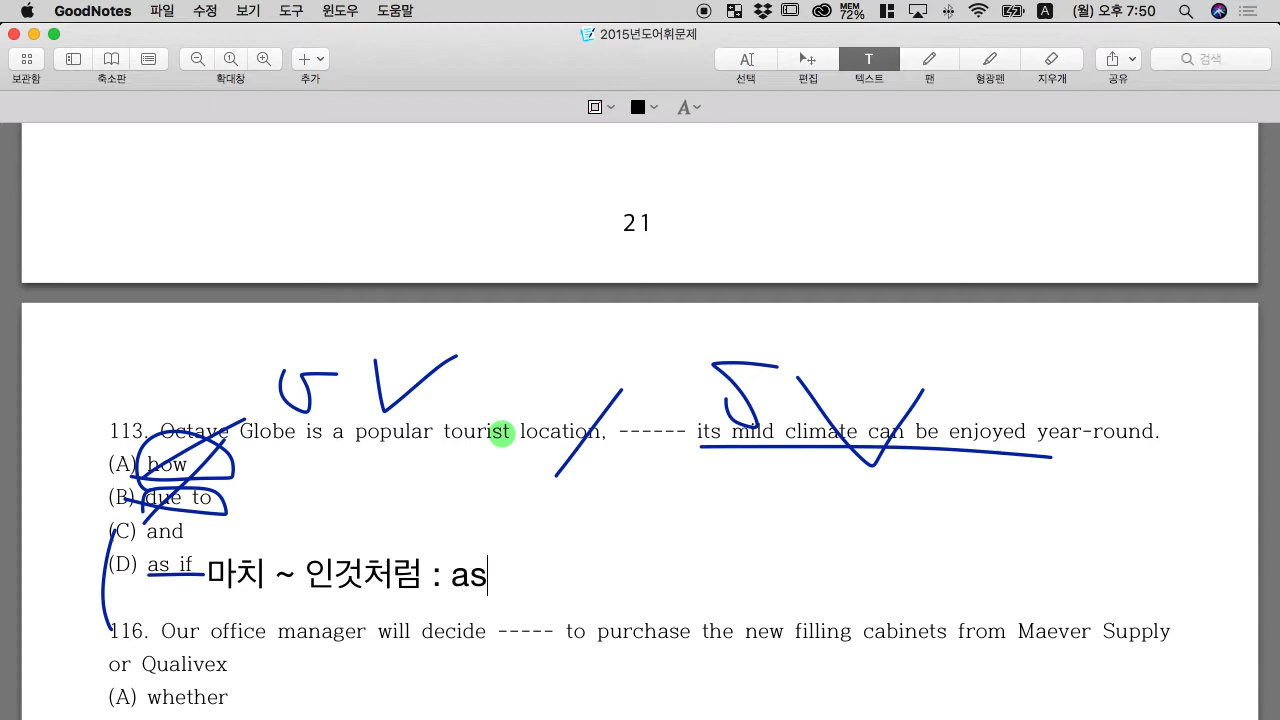 GoodNotes 파일 수정 보기 도구 윈도우 도움말 MEM 72% A (월) 오후 7:50
2015년도어휘문제
보관함 축소판 확대창 추가 선택 편집 텍스트 팬 형광펜 지우개 공유 검색
21
S V S V
113. Octave Globe is a popular tourist location, ------ its mild climate can be enjoyed year-round.
(A) how
(B) due to
(C) and
(D) as if 마치 ~ 인것처럼 : as
116. Our office manager will decide ----- to purchase the new filling cabinets from Maever Supply
or Qualivex
(A) whether